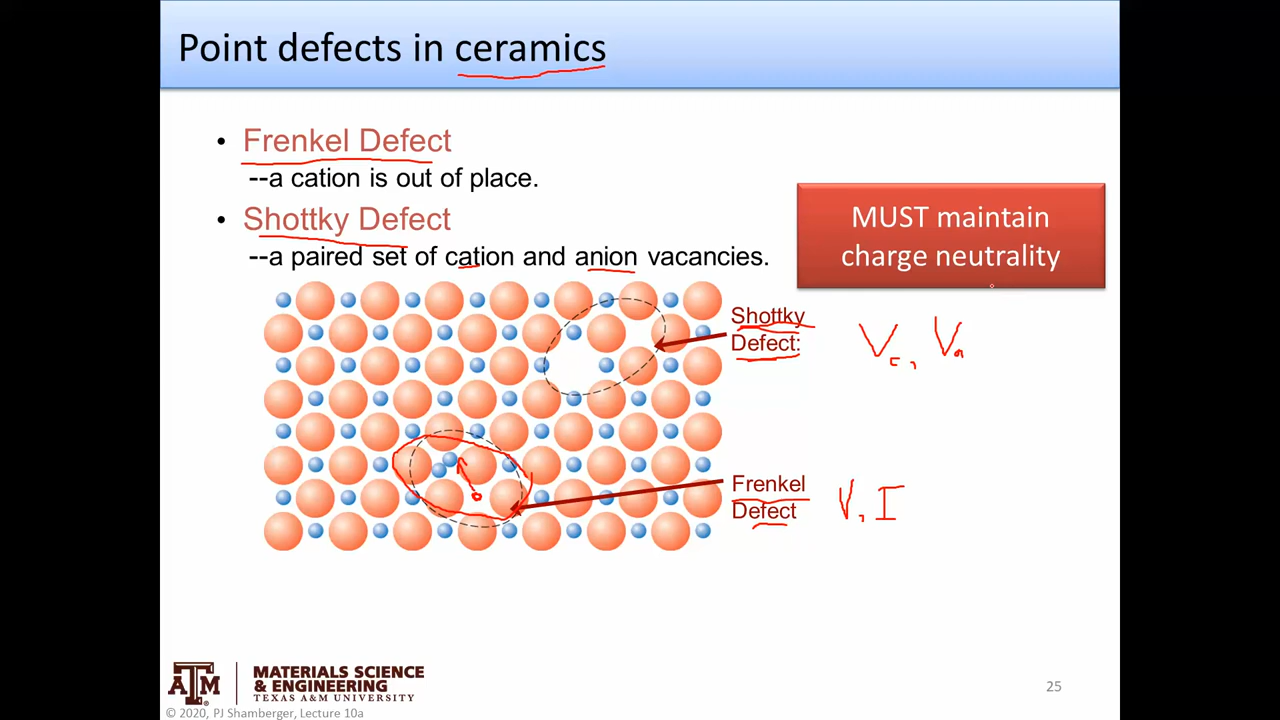 Point defects in ceramics
• Frenkel Defect
--a cation is out of place.
• Shottky Defect
--a paired set of cation and anion vacancies.
MUST maintain
charge neutrality
Shottky
Defect:
Vc, Va
Frenkel
Defect
V, I
ATM
MATERIALS SCIENCE
& ENGINEERING
TEXAS A&M UNIVERSITY
© 2020, PJ Shamberger, Lecture 10a
25